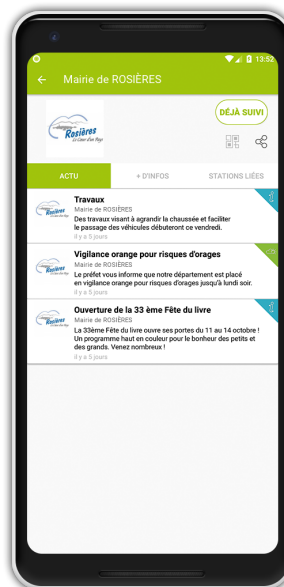 13:52
Mairie de ROSIÈRES
Rosières
Le Cœur d'un Pays
DÉJÀ SUIVI
ACTU
+ D'INFOS
STATIONS LIÉES
Rosières
Travaux
Mairie de ROSIÈRES
Des travaux visant à agrandir la chaussée et faciliter
le passage des véhicules débuteront ce vendredi.
il y a 5 jours
Rosières
Vigilance orange pour risques d'orages
Mairie de ROSIÈRES
Le préfet vous informe que notre département est placé
en vigilance orange pour risques d'orages jusqu'à lundi soir.
il y a 5 jours
Rosières
Ouverture de la 33 ème Fête du livre
Mairie de ROSIÈRES
La 33ème Fête du livre ouvre ses portes du 11 au 14 octobre !
Un programme haut en couleur pour le bonheur des petits et
des grands. Venez nombreux !
il y a 5 jours